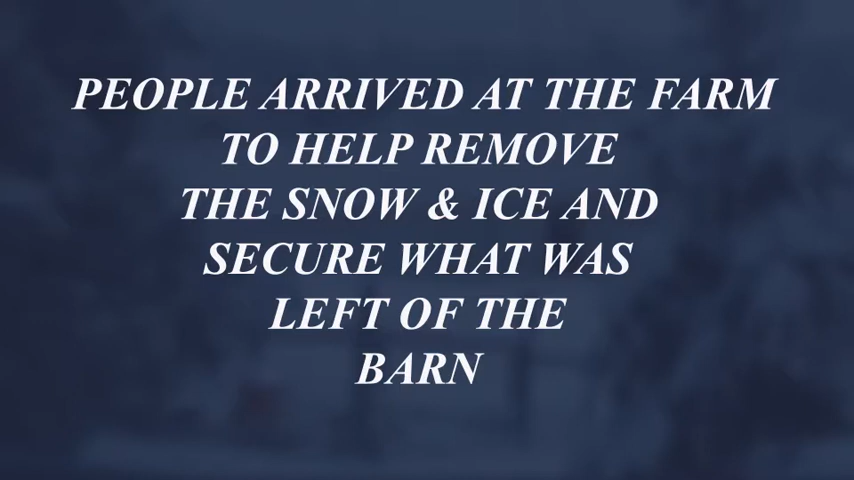 PEOPLE ARRIVED AT THE FARM
TO HELP REMOVE
THE SNOW & ICE AND
SECURE WHAT WAS
LEFT OF THE
BARN